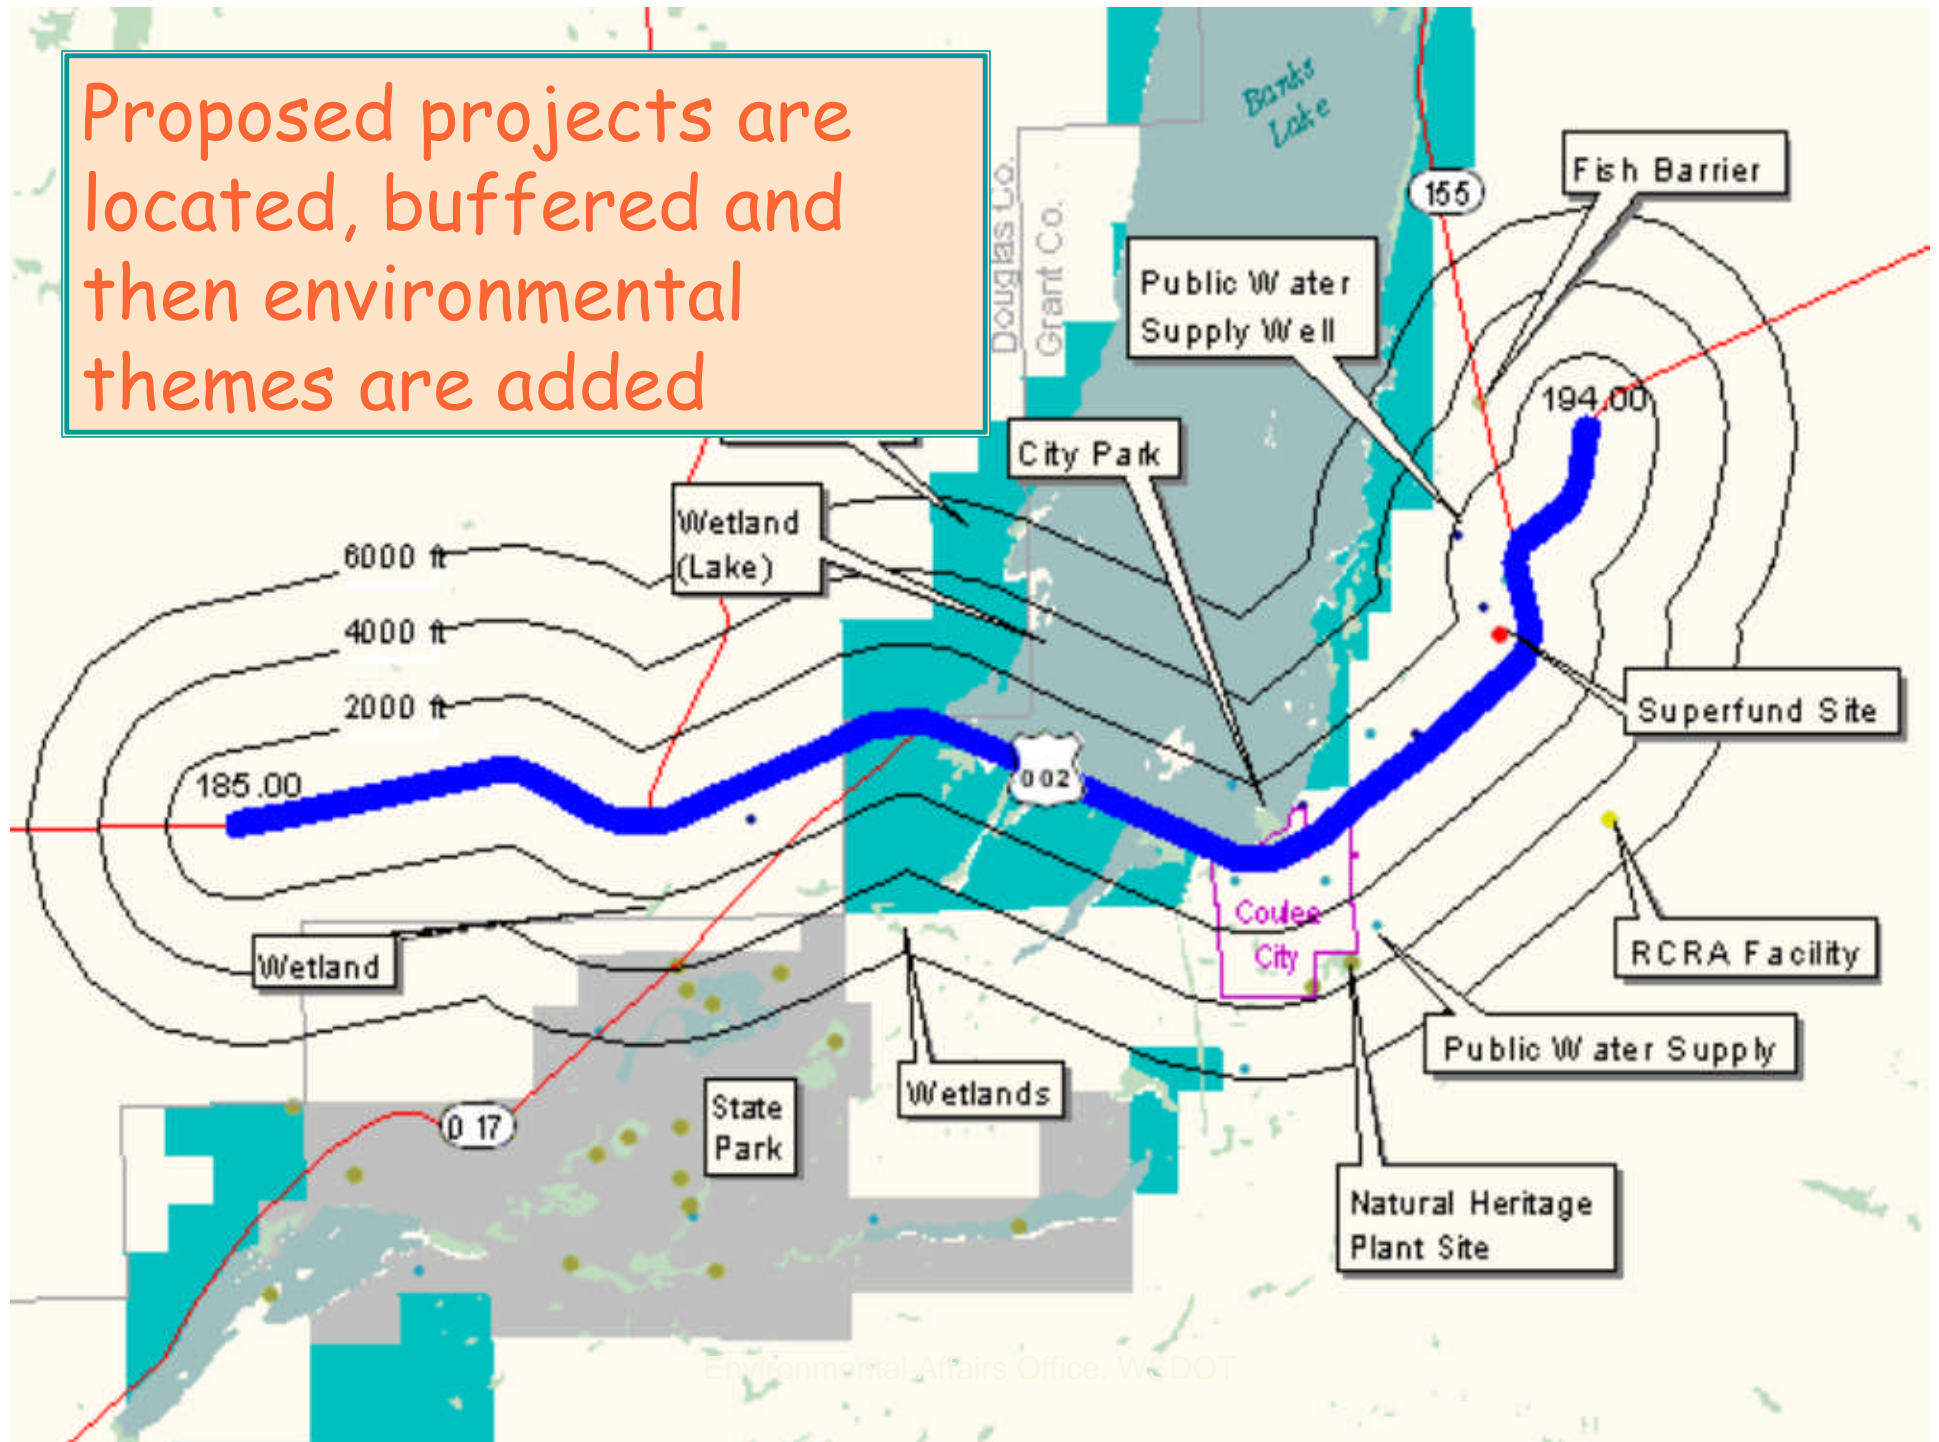 Proposed projects are
located, buffered and
then environmental
themes are added
Banks
Lake
Douglas Co.
Grant Co.
155
Fish Barrier
Public Water
Supply Well
194.00
City Park
Wetland
(Lake)
6000 ft
4000 ft
2000 ft
185.00
002
Superfund Site
Coulee
City
RCRA Facility
Wetland
Public Water Supply
Wetlands
State
Park
0 17
Natural Heritage
Plant Site
Environmental Affairs Office, WSDOT